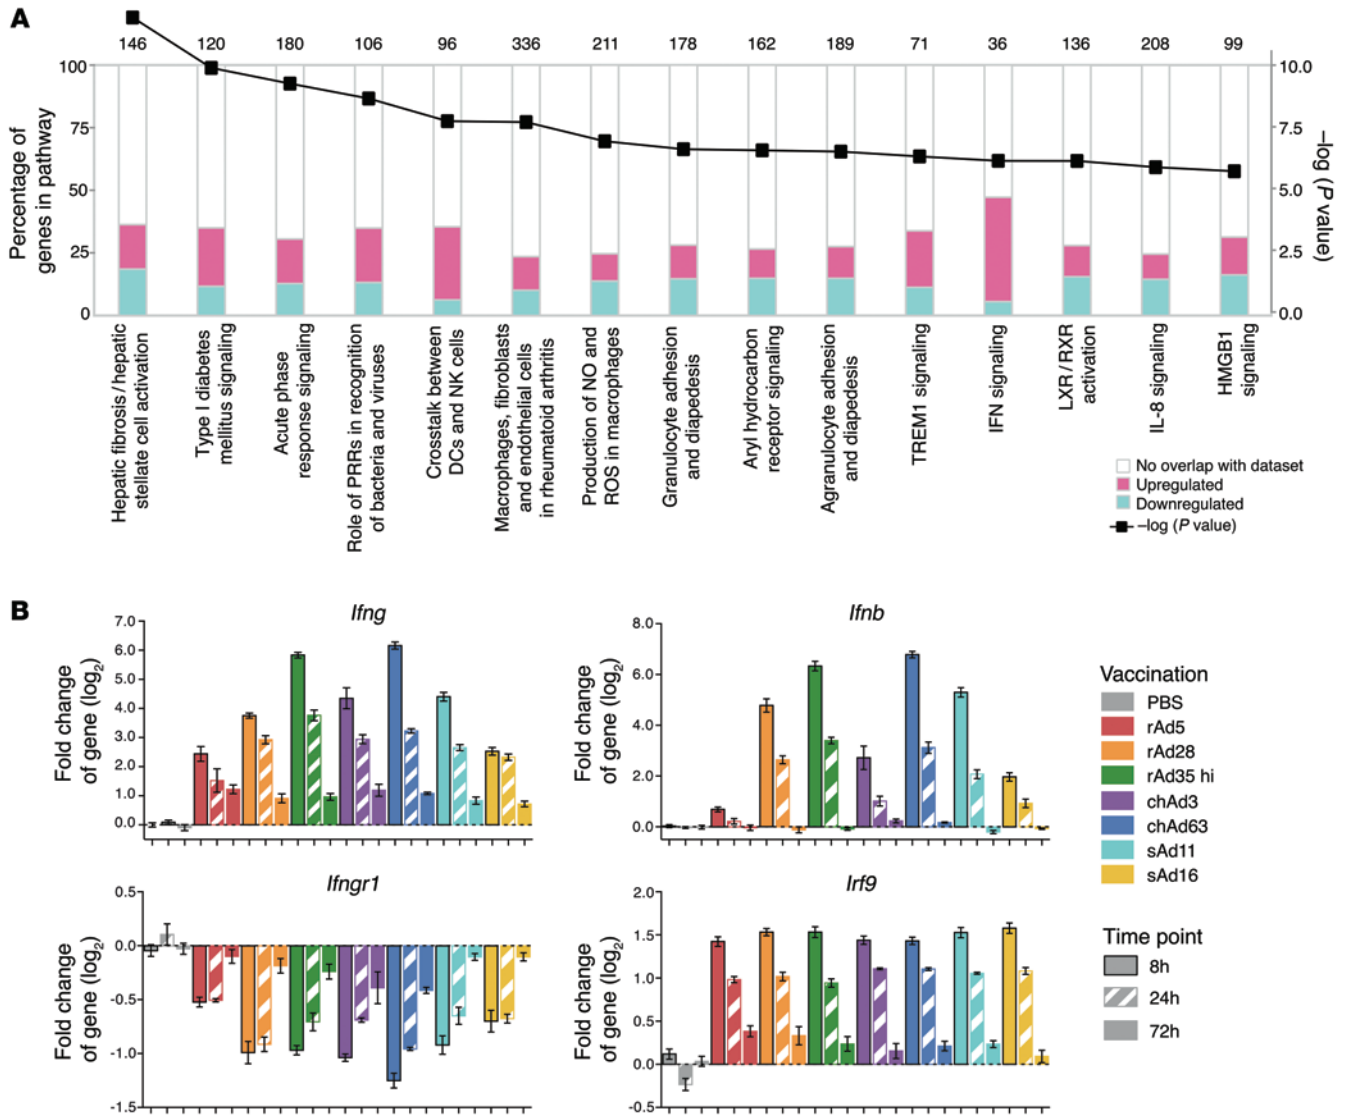 A
146 120 180 106 96 336 211 178 162 189 71 36 136 208 99
100
75
50
25
0
Percentage of
genes in pathway
10.0
7.5
5.0
2.5
0.0
–log (P value)
Hepatic fibrosis / hepatic
stellate cell activation
Type I diabetes
mellitus signaling
Acute phase
response signaling
Role of PRRs in recognition
of bacteria and viruses
Crosstalk between
DCs and NK cells
Macrophages, fibroblasts
and endothelial cells
in rheumatoid arthritis
Production of NO and
ROS in macrophages
Granulocyte adhesion
and diapedesis
Aryl hydrocarbon
receptor signaling
Agranulocyte adhesion
and diapedesis
TREM1 signaling
IFN signaling
LXR / RXR
activation
IL-8 signaling
HMGB1
signaling
No overlap with dataset
Upregulated
Downregulated
–log (P value)
B
Ifng
7.0
6.0
5.0
4.0
3.0
2.0
1.0
0.0
Fold change
of gene (log2)
Ifnb
8.0
6.0
4.0
2.0
0.0
Fold change
of gene (log2)
Ifngr1
0.5
0.0
-0.5
-1.0
-1.5
Fold change
of gene (log2)
Irf9
2.0
1.5
1.0
0.5
0.0
-0.5
Fold change
of gene (log2)
Vaccination
PBS
rAd5
rAd28
rAd35 hi
chAd3
chAd63
sAd11
sAd16
Time point
8h
24h
72h